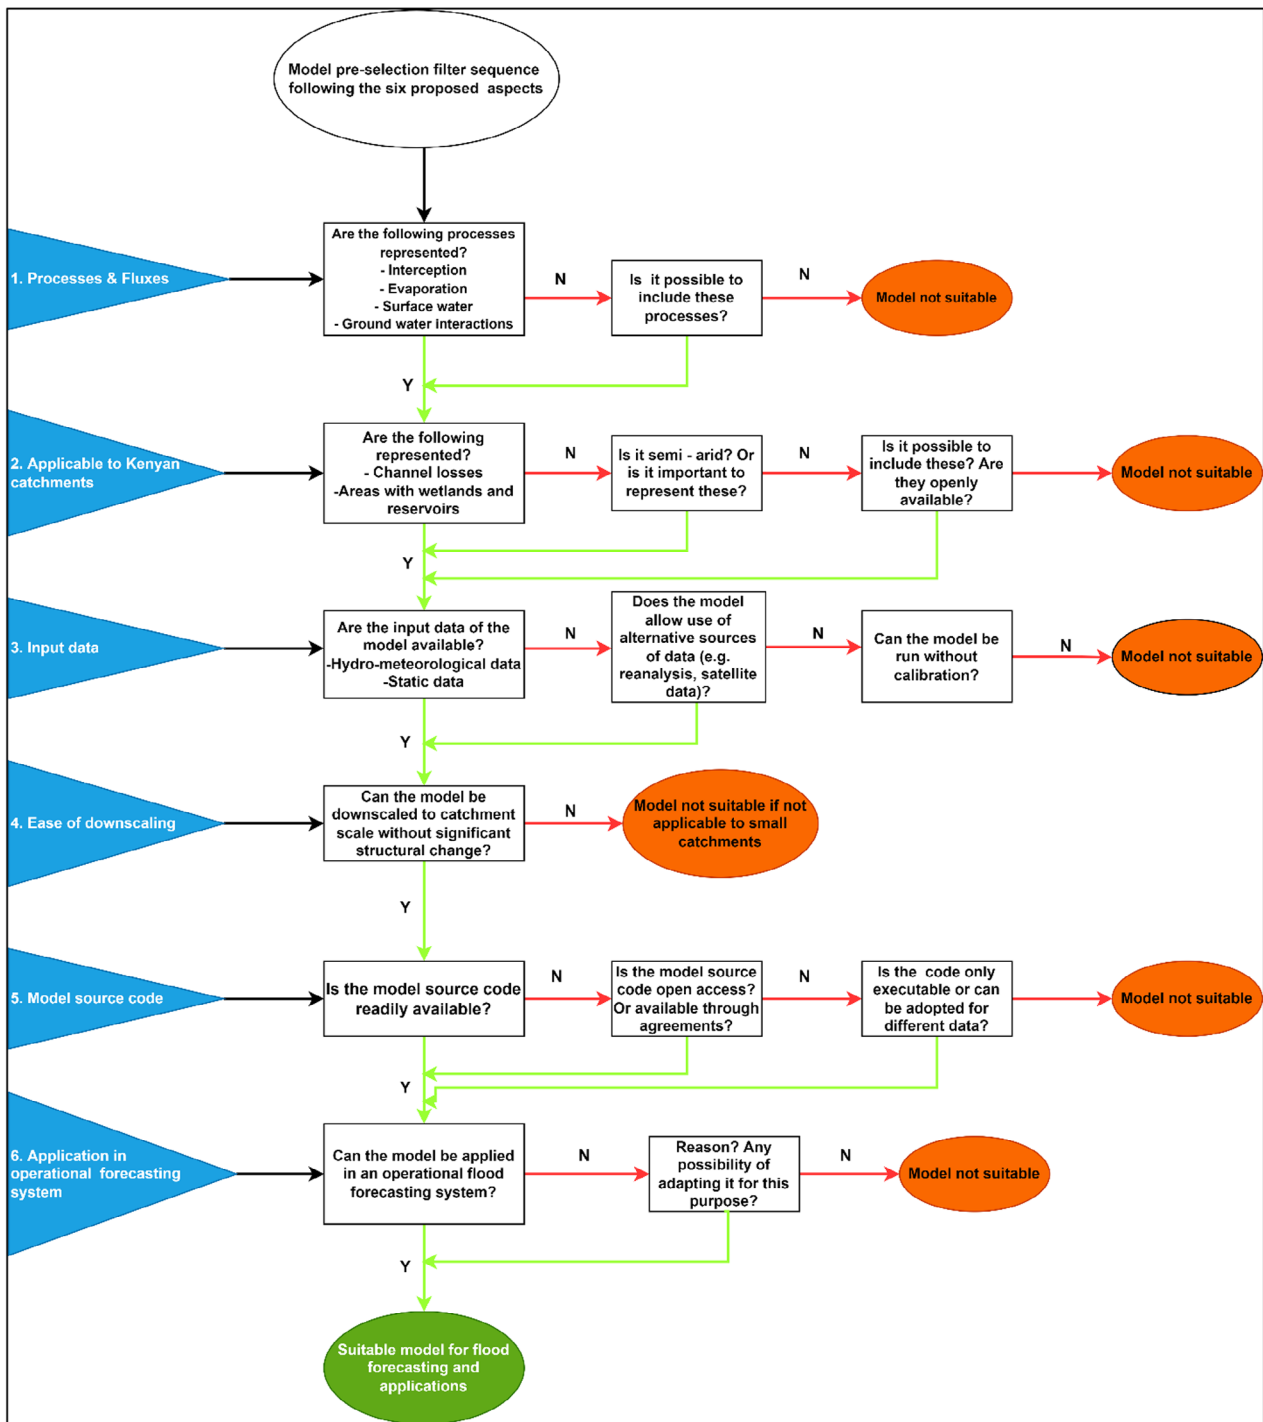 Model pre-selection filter sequence
following the six proposed aspects
1. Processes & Fluxes
Are the following processes
represented?
- Interception
- Evaporation
- Surface water
- Ground water interactions
N
Is it possible to
include these
processes?
N
Model not suitable
Y
2. Applicable to Kenyan
catchments
Are the following
represented?
- Channel losses
-Areas with wetlands and
reservoirs
N
Is it semi - arid? Or
is it important to
represent these?
N
Is it possible to
include these? Are
they openly
available?
Model not suitable
Y
3. Input data
Are the input data of the
model available?
-Hydro-meteorological data
-Static data
N
Does the model
allow use of
alternative sources
of data (e.g.
reanalysis, satellite
data)?
N
Can the model be
run without
calibration?
N
Model not suitable
Y
4. Ease of downscaling
Can the model be
downscaled to catchment
scale without significant
structural change?
N
Model not suitable if not
applicable to small
catchments
Y
5. Model source code
Is the model source code
readily available?
N
Is the model source
code open access?
Or available through
agreements?
N
Is the code only
executable or can
be adopted for
different data?
Model not suitable
Y
6. Application in
operational forecasting
system
Can the model be applied
in an operational flood
forecasting system?
N
Reason? Any
possibility of
adapting it for this
purpose?
N
Model not suitable
Y
Suitable model for flood
forecasting and
applications